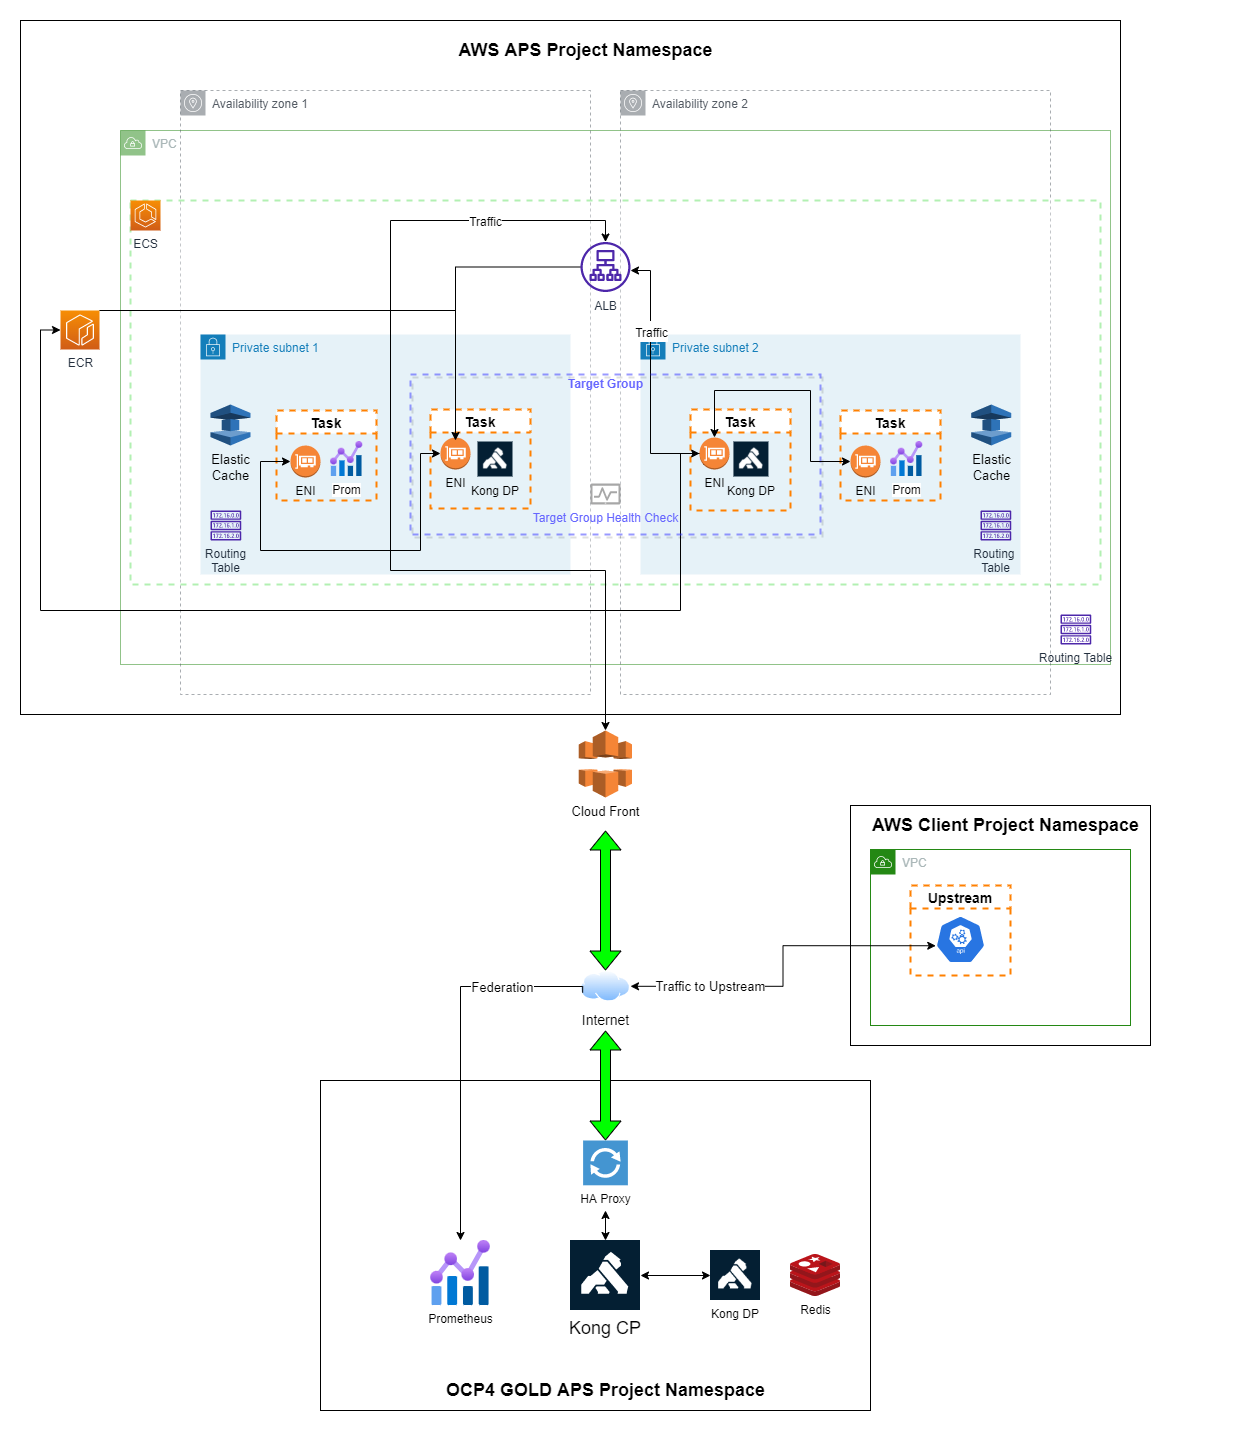 AWS APS Project Namespace
Availability zone 1
Availability zone 2
VPC
ECS
Traffic
ALB
ECR
Traffic
Private subnet 1
Private subnet 2
Target Group
Task
Task
Task
Task
Elastic
Cache
ENI
Prom
ENI
Kong DP
ENI
Kong DP
ENI
Prom
Elastic
Cache
Target Group Health Check
172.16.0.0
172.16.1.0
172.16.2.0
Routing
Table
172.16.0.0
172.16.1.0
172.16.2.0
Routing
Table
172.16.0.0
172.16.1.0
172.16.2.0
Routing Table
Cloud Front
AWS Client Project Namespace
VPC
Upstream
api
Federation
Traffic to Upstream
Internet
HA Proxy
Prometheus
Kong CP
Kong DP
Redis
OCP4 GOLD APS Project Namespace